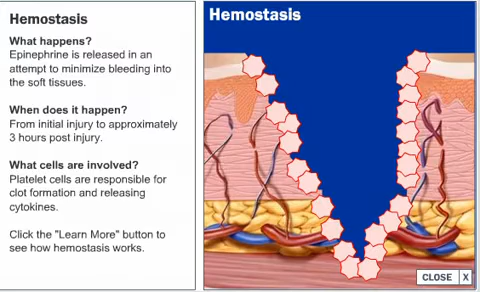 Hemostasis
What happens?
Epinephrine is released in an
attempt to minimize bleeding into
the soft tissues.
When does it happen?
From initial injury to approximately
3 hours post injury.
What cells are involved?
Platelet cells are responsible for
clot formation and releasing
cytokines.
Click the "Learn More" button to
see how hemostasis works.
Hemostasis
CLOSE X